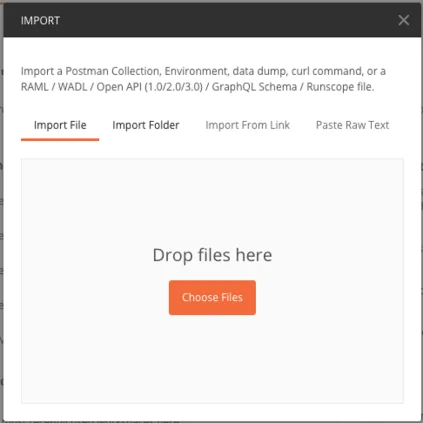 IMPORT
Import a Postman Collection, Environment, data dump, curl command, or a
RAML / WADL / Open API (1.0/2.0/3.0) / GraphQL Schema / Runscope file.
Import File Import Folder Import From Link Paste Raw Text
Drop files here
Choose Files